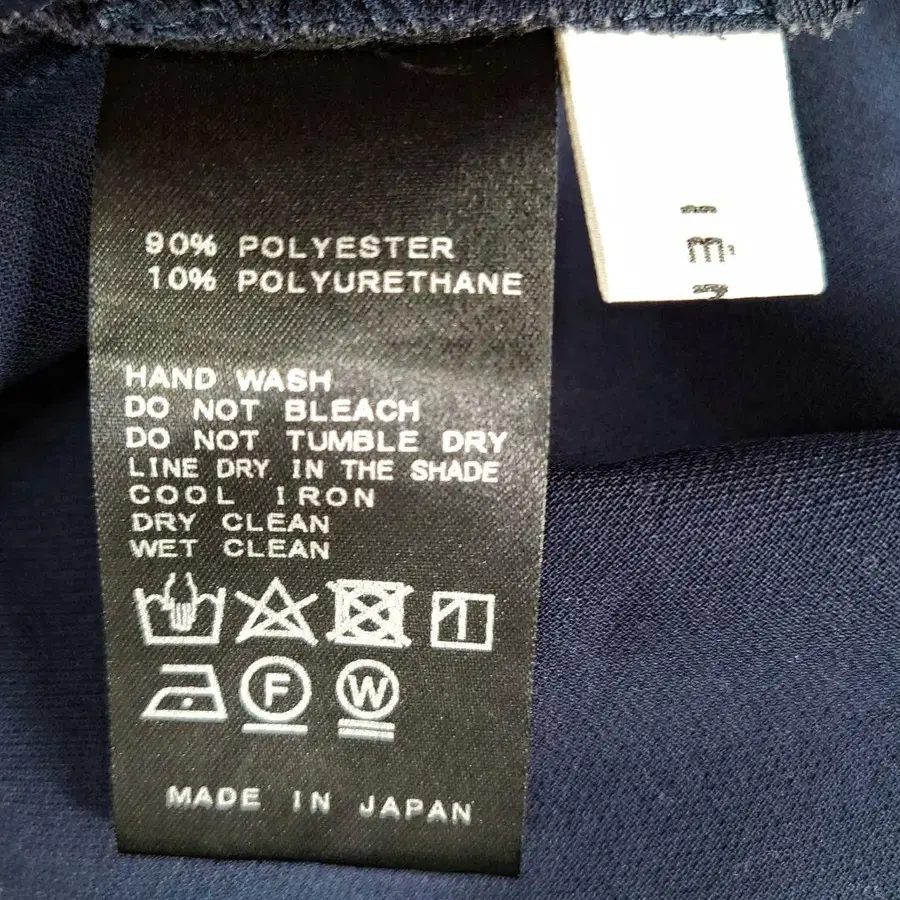 90% POLYESTER
10% POLYURETHANE
HAND WASH
DO NOT BLEACH
DO NOT TUMBLE DRY
LINE DRY IN THE SHADE
COOL IRON
DRY CLEAN
WET CLEAN
F
W
MADE IN JAPAN